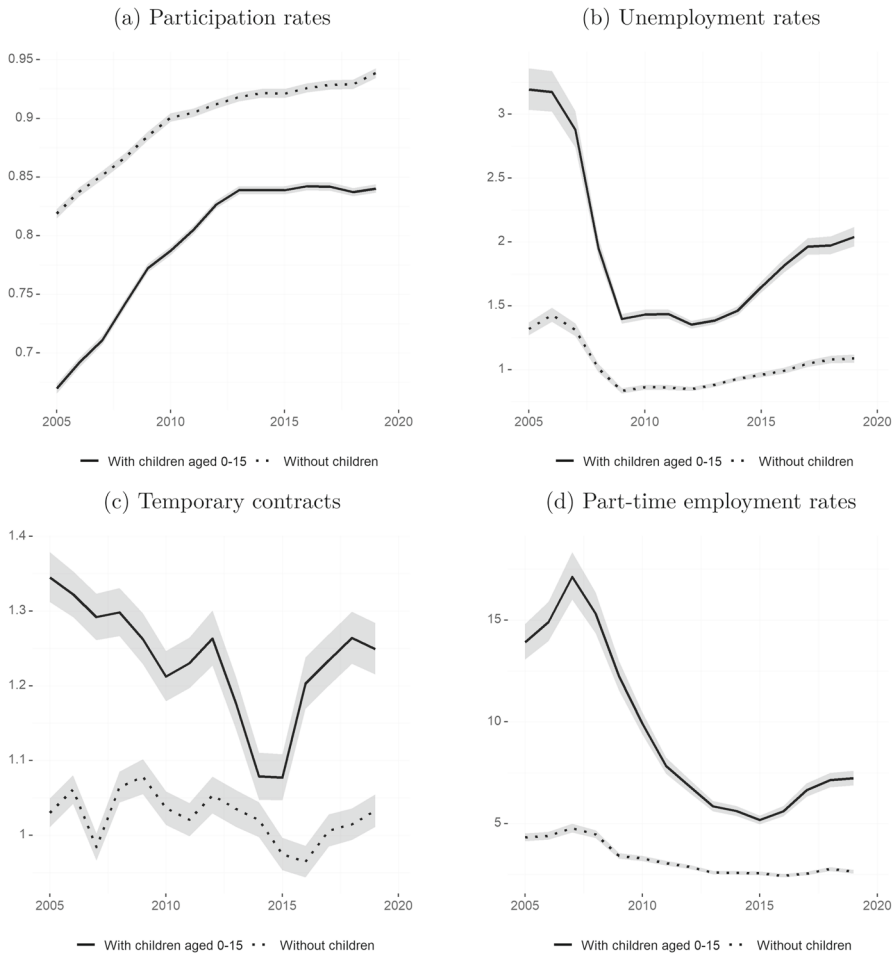 (a) Participation rates
0.95
0.9
0.85
0.8
0.75
0.7
2005 2010 2015 2020
With children aged 0-15 Without children
(b) Unemployment rates
3
2.5
2
1.5
1
2005 2010 2015 2020
With children aged 0-15 Without children
(c) Temporary contracts
1.4
1.3
1.2
1.1
1
2005 2010 2015 2020
With children aged 0-15 Without children
(d) Part-time employment rates
15
10
5
2005 2010 2015 2020
With children aged 0-15 Without children